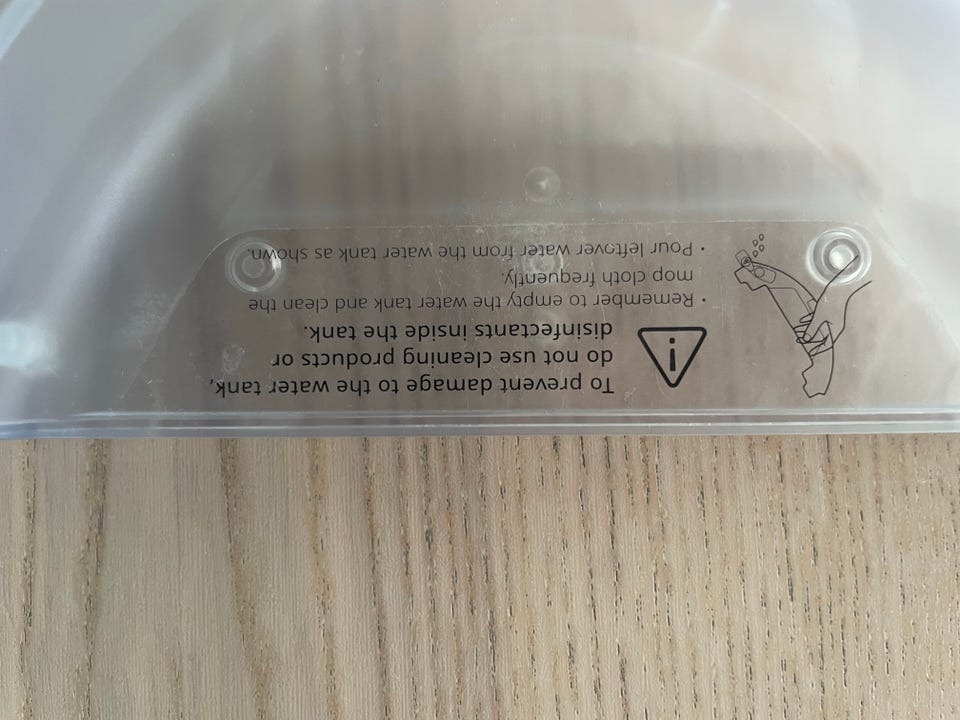 To prevent damage to the water tank,
do not use cleaning products or
disinfectants inside the tank.
• Remember to empty the water tank and clean the
mop cloth frequently.
• Pour leftover water from the water tank as shown.